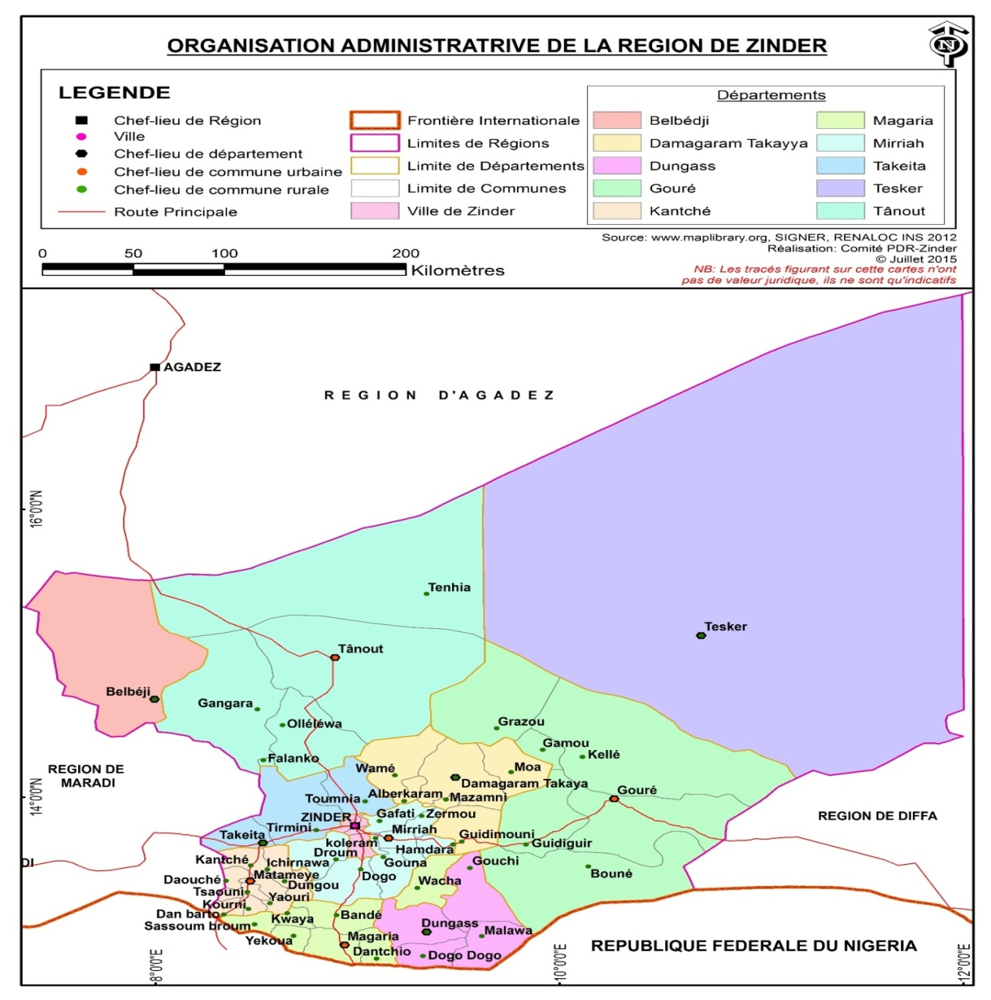 ORGANISATION ADMINISTRATRIVE DE LA REGION DE ZINDER
N
LEGENDE
Chef-lieu de Région
Ville
Chef-lieu de département
Chef-lieu de commune urbaine
Chef-lieu de commune rurale
Route Principale
Frontière Internationale
Limites de Régions
Limite de Départements
Limite de Communes
Ville de Zinder
Départements
Belbédji
Damagaram Takayya
Dungass
Gouré
Kantché
Magaria
Mirriah
Takeita
Tesker
Tânout
Source: www.maplibrary.org, SIGNER, RENALOC INS 2012
Réalisation: Comité PDR-Zinder
© Juillet 2015
NB: Les tracés figurant sur cette cartes n'ont
pas de valeur juridique, ils ne sont qu'indicatifs
0 50 100 200
Kilomètres
AGADEZ
REGION D'AGADEZ
16°0'0"N
Tenhia
Tesker
Tânout
Belbéji
Gangara
Olléléwa
Grazou
Gamou
Kellé
Falanko
REGION DE
MARADI
Wamé
Moa
Damagaram Takaya
Gouré
14°0'0"N
Toumnia
Alberkaram
Mazamni
ZINDER
Gafati
Zermou
REGION DE DIFFA
Tirmini
Mirriah
Takeita
Guidimouni
koleram
Hamdara
Guidiguir
Droum
Kantché
Ichirnawa
Gouna
Gouchi
DI
Daouché
Matameye
Dogo
Bouné
Dungou
Wacha
Tsaouni
Yaouri
Kourni
Dan barto
Kwaya
Bandé
Sassoum broum
Dungass
Malawa
Yekoua
Magaria
Dantchio
Dogo Dogo
REPUBLIQUE FEDERALE DU NIGERIA
8°0'0"E
10°0'0"E
12°0'0"E